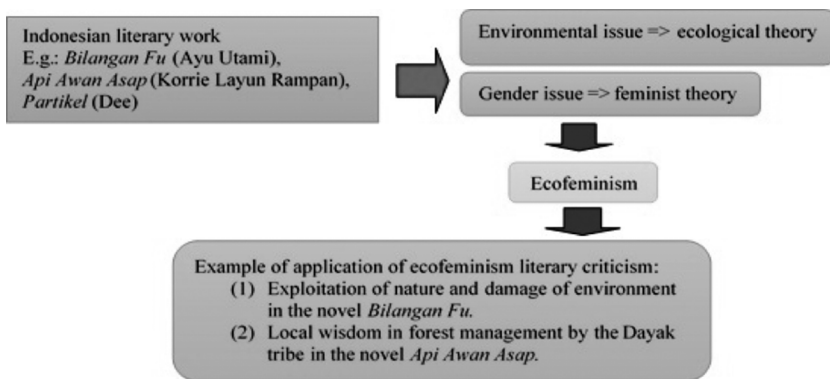 Indonesian literary work
E.g.: Bilangan Fu (Ayu Utami),
Api Awan Asap (Korrie Layun Rampan),
Partikel (Dee)
Environmental issue => ecological theory
Gender issue => feminist theory
Ecofeminism
Example of application of ecofeminism literary criticism:
(1) Exploitation of nature and damage of environment
in the novel Bilangan Fu.
(2) Local wisdom in forest management by the Dayak
tribe in the novel Api Awan Asap.